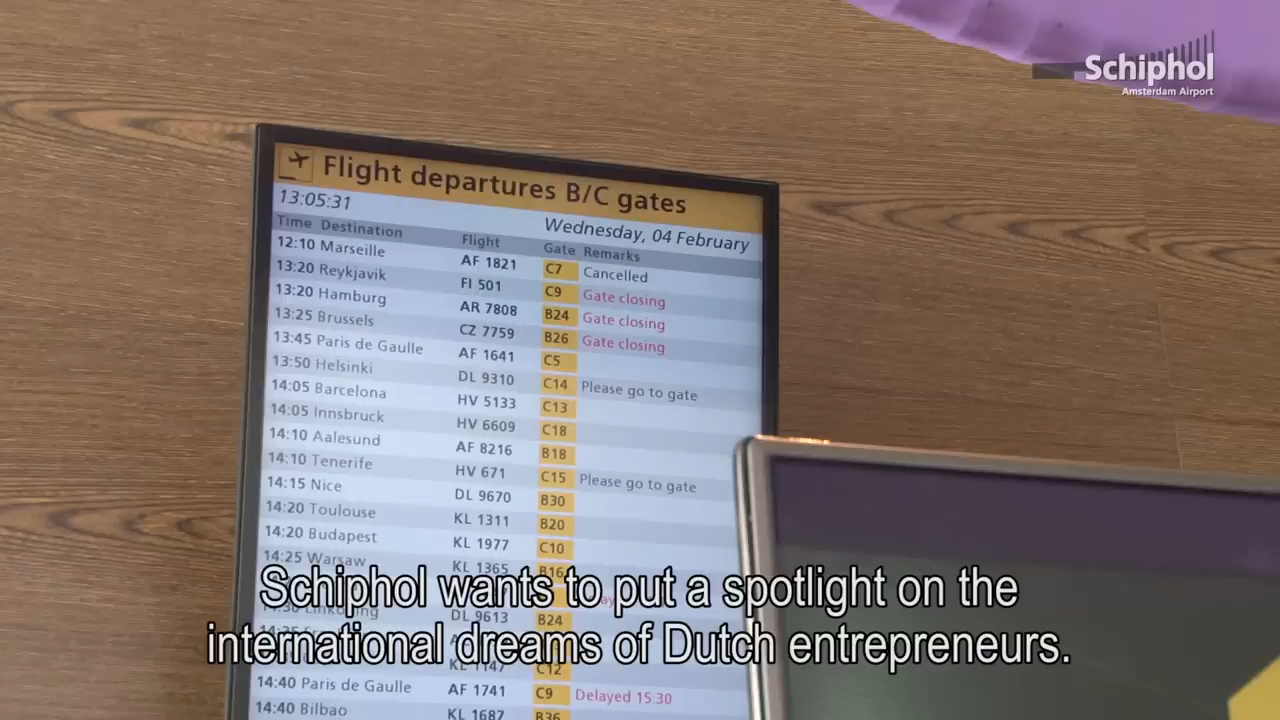 Schiphol
Amsterdam Airport
Flight departures B/C gates
13:05:31
Wednesday, 04 February
Time Destination Flight Gate Remarks
12:10 Marseille AF 1821 C7 Cancelled
13:20 Reykjavik FI 501 C9 Gate closing
13:20 Hamburg AR 7808 B24 Gate closing
13:25 Brussels CZ 7759 B26 Gate closing
13:45 Paris de Gaulle AF 1641 C5
13:50 Helsinki DL 9310 C14 Please go to gate
14:05 Barcelona HV 5133 C13
14:05 Innsbruck HV 6609 C18
14:10 Aalesund AF 8216 B18
14:10 Tenerife HV 671 C15 Please go to gate
14:15 Nice DL 9670 B30
14:20 Toulouse KL 1311 B20
14:20 Budapest KL 1977 C10
14:25 Warsaw KL 1365 B16
DL 9613 B24
KL 1147 C12
14:40 Paris de Gaulle AF 1741 C9 Delayed 15:30
14:40 Bilbao KL 1687 B36
Schiphol wants to put a spotlight on the
international dreams of Dutch entrepreneurs.